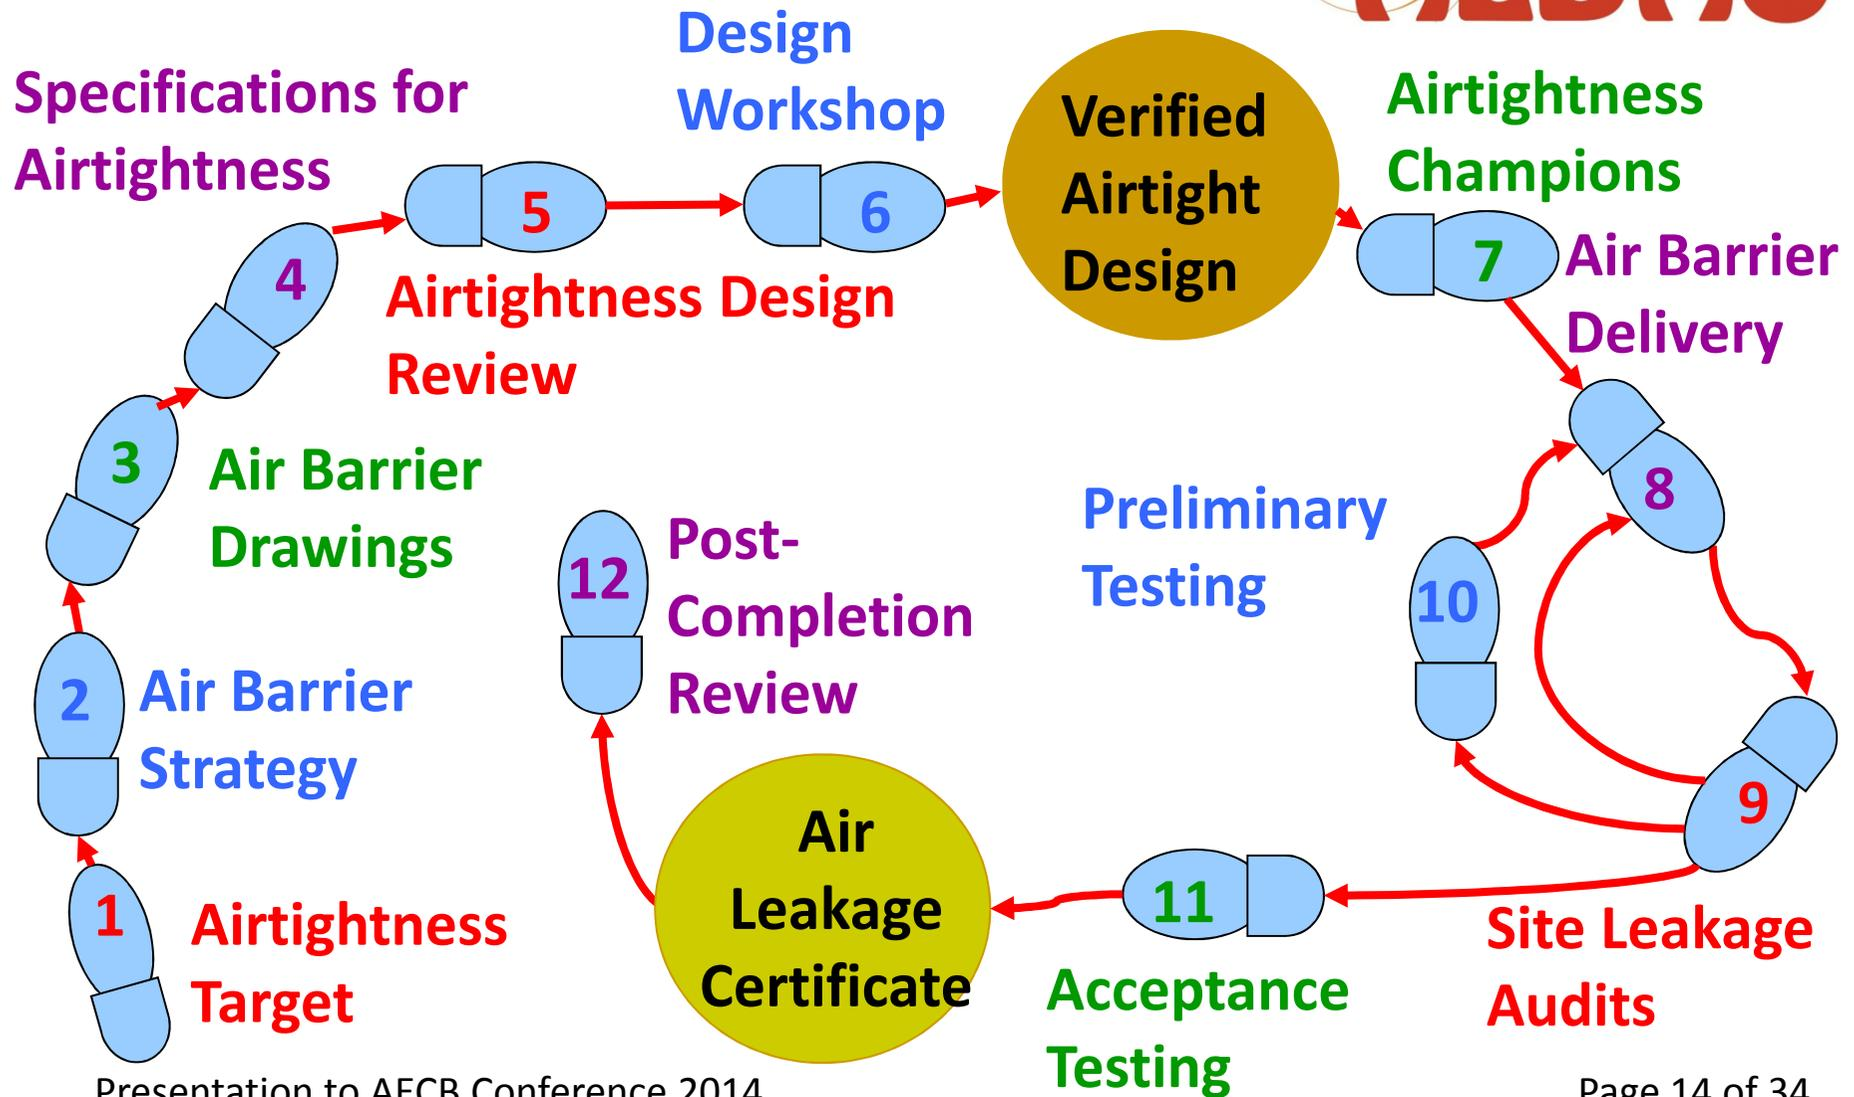 Design
Workshop
Specifications for
Airtightness
Verified
Airtight
Design
Airtightness
Champions
5
6
7
Air Barrier
Delivery
4
Airtightness Design
Review
3
Air Barrier
Drawings
8
Preliminary
Testing
10
12
Post-
Completion
Review
2
Air Barrier
Strategy
9
Air
Leakage
Certificate
11
1
Airtightness
Target
Site Leakage
Audits
Acceptance
Testing
Presentation to AECB Conference 2014
Page 14 of 34